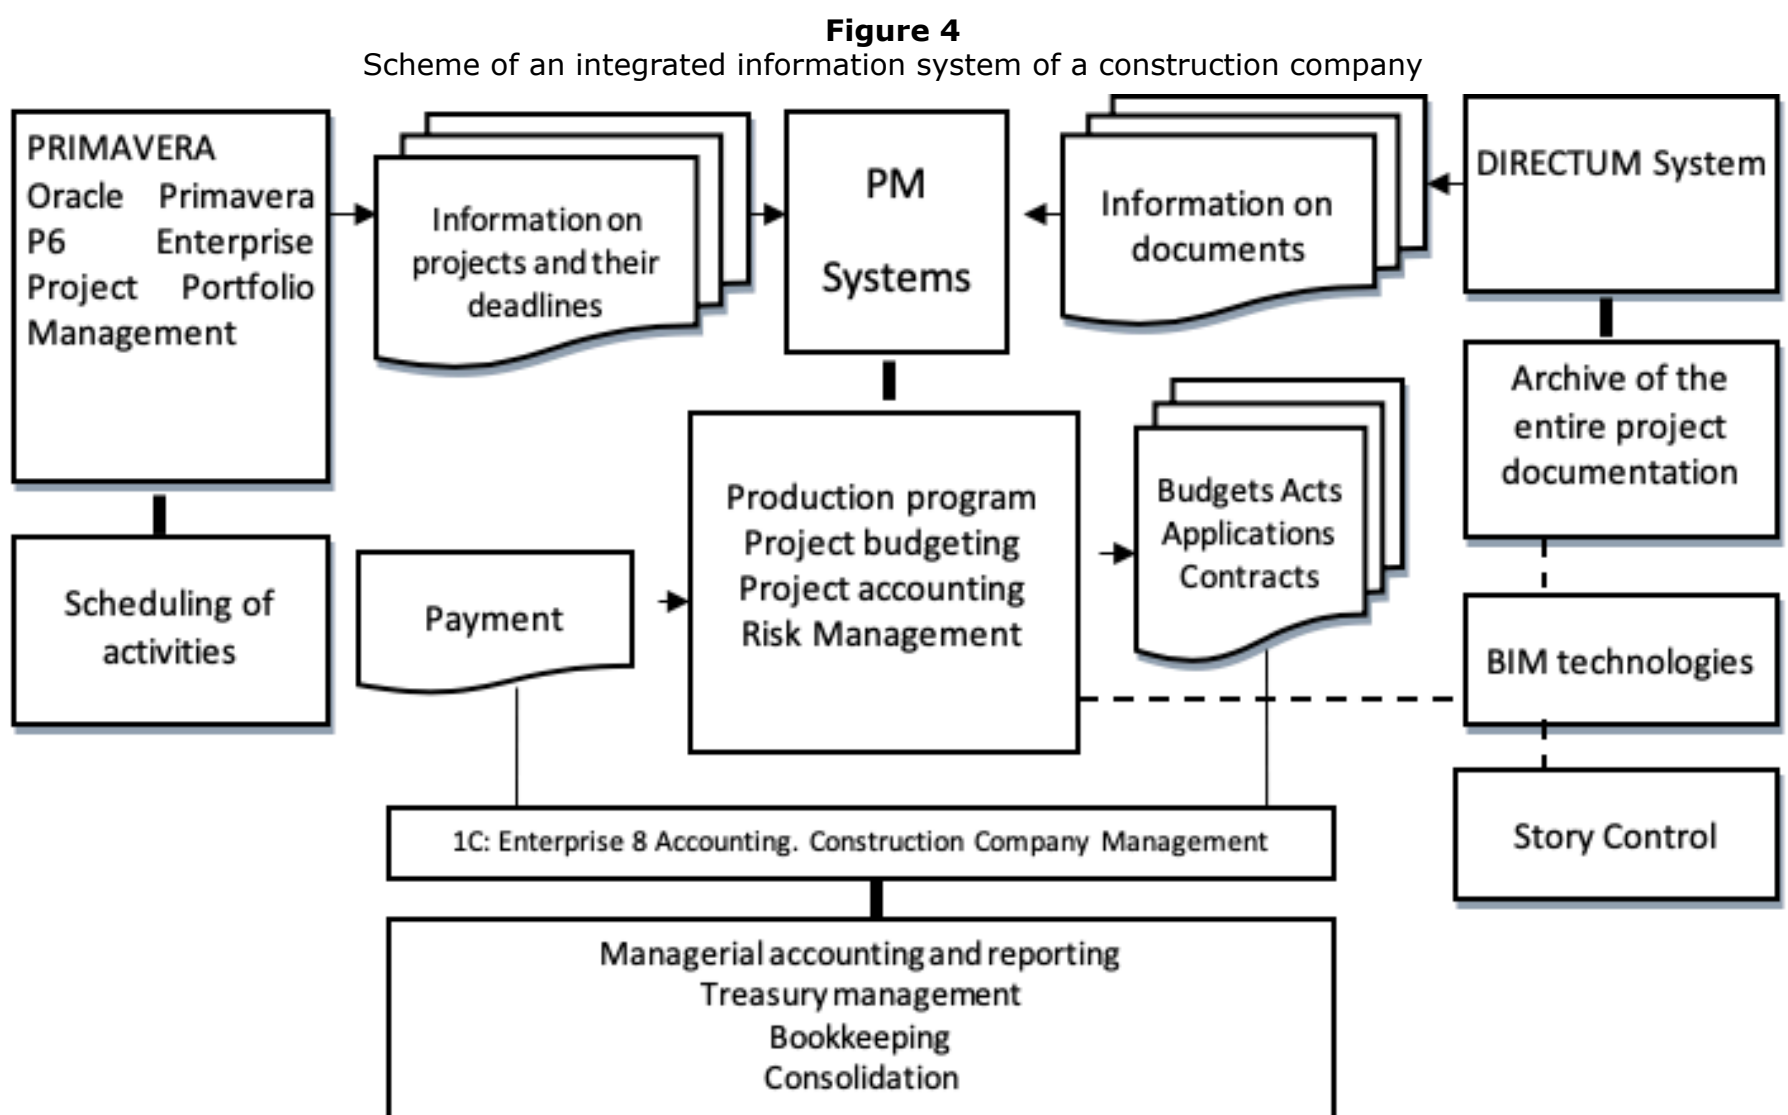 Figure 4
Scheme of an integrated information system of a construction company
PRIMAVERA
Oracle Primavera
P6 Enterprise
Project Portfolio
Management
Information on
projects and their
deadlines
PM
Systems
Information on
documents
DIRECTUM System
Archive of the
entire project
documentation
Scheduling of
activities
Payment
Production program
Project budgeting
Project accounting
Risk Management
Budgets Acts
Applications
Contracts
BIM technologies
Story Control
1C: Enterprise 8 Accounting. Construction Company Management
Managerial accounting and reporting
Treasury management
Bookkeeping
Consolidation